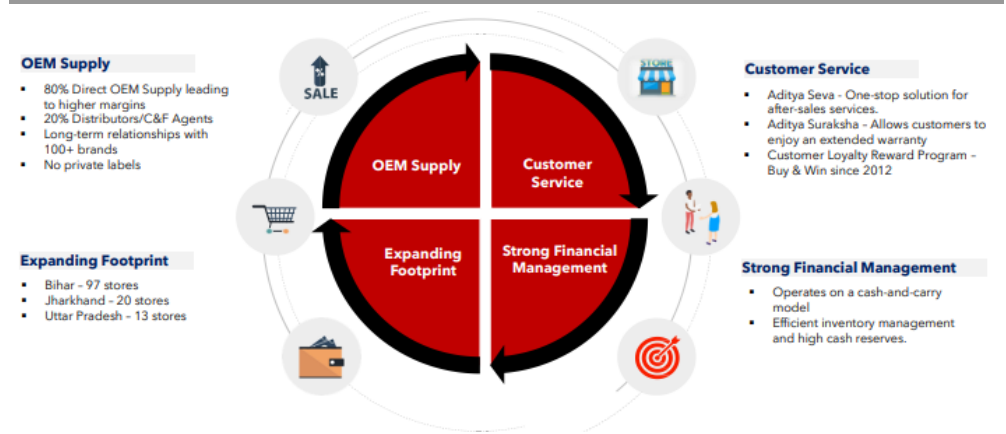 OEM Supply
▪ 80% Direct OEM Supply leading
to higher margins
▪ 20% Distributors/C&F Agents
▪ Long-term relationships with
100+ brands
▪ No private labels
Expanding Footprint
▪ Bihar – 97 stores
▪ Jharkhand – 20 stores
▪ Uttar Pradesh – 13 stores
%
SALE
STORE
OEM Supply
Customer
Service
Expanding
Footprint
Strong Financial
Management
Customer Service
▪ Aditya Seva - One-stop solution for
after-sales services.
▪ Aditya Suraksha – Allows customers to
enjoy an extended warranty
▪ Customer Loyalty Reward Program –
Buy & Win since 2012
Strong Financial Management
▪ Operates on a cash-and-carry
model
▪ Efficient inventory management
and high cash reserves.